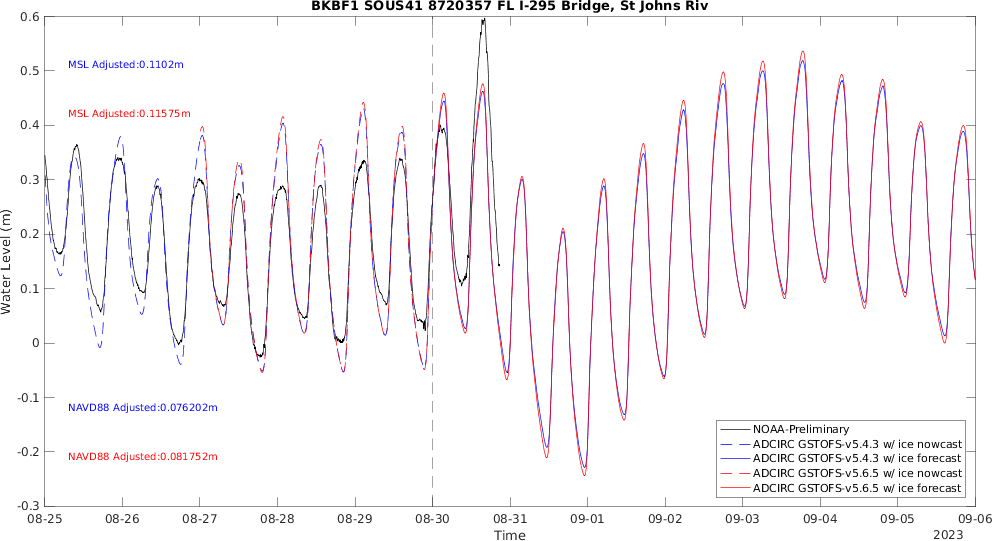 BKBF1 SOUS41 8720357 FL I-295 Bridge, St Johns Riv
0.6
0.5
0.4
0.3
0.2
0.1
0
-0.1
-0.2
-0.3
Water Level (m)
MSL Adjusted:0.1102m
MSL Adjusted:0.11575m
NAVD88 Adjusted:0.076202m
NAVD88 Adjusted:0.081752m
NOAA-Preliminary
ADCIRC GSTOFS-v5.4.3 w/ ice nowcast
ADCIRC GSTOFS-v5.4.3 w/ ice forecast
ADCIRC GSTOFS-v5.6.5 w/ ice nowcast
ADCIRC GSTOFS-v5.6.5 w/ ice forecast
08-25 08-26 08-27 08-28 08-29 08-30 08-31 09-01 09-02 09-03 09-04 09-05 09-06
Time
2023